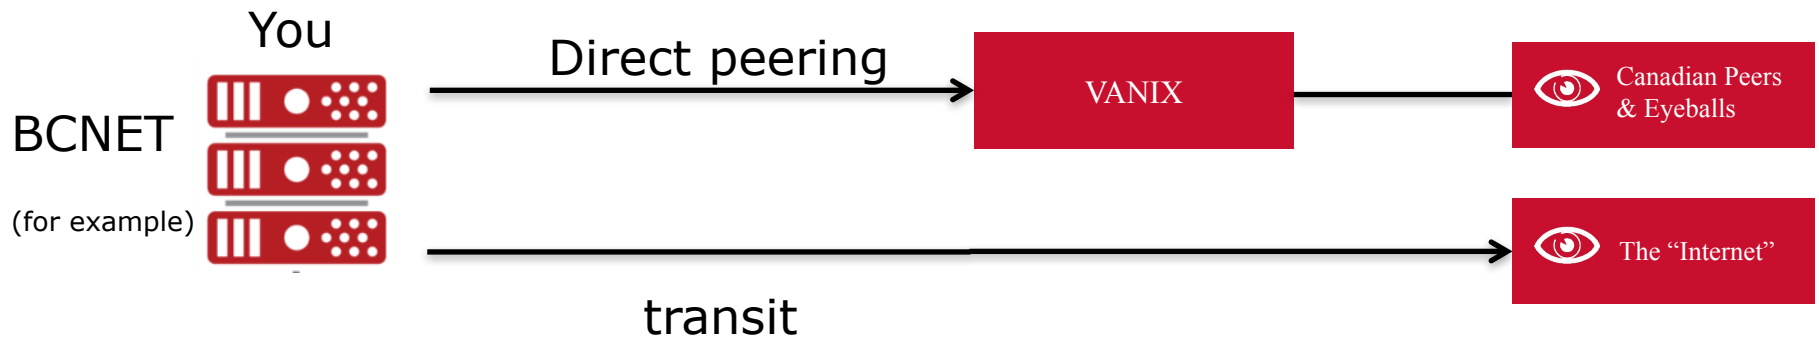 You
BCNET
(for example)
Direct peering
VANIX
Canadian Peers
& Eyeballs
transit
The “Internet”